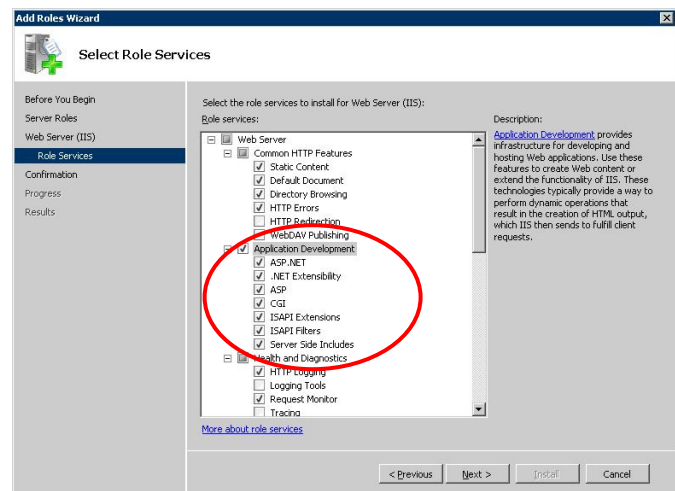 Add Roles Wizard
Select Role Services
Before You Begin
Server Roles
Web Server (IIS)
Role Services
Confirmation
Progress
Results
Select the role services to install for Web Server (IIS):
Role services:
Web Server
Common HTTP Features
Static Content
Default Document
Directory Browsing
HTTP Errors
HTTP Redirection
WebDAV Publishing
Application Development
ASP.NET
.NET Extensibility
ASP
CGI
ISAPI Extensions
ISAPI Filters
Server Side Includes
Health and Diagnostics
HTTP Logging
Logging Tools
Request Monitor
Tracing
More about role services
Description:
Application Development provides
infrastructure for developing and
hosting Web applications. Use these
features to create Web content or
extend the functionality of IIS. These
technologies typically provide a way to
perform dynamic operations that
result in the creation of HTML output,
which IIS then sends to fulfill client
requests.
< Previous
Next >
Install
Cancel